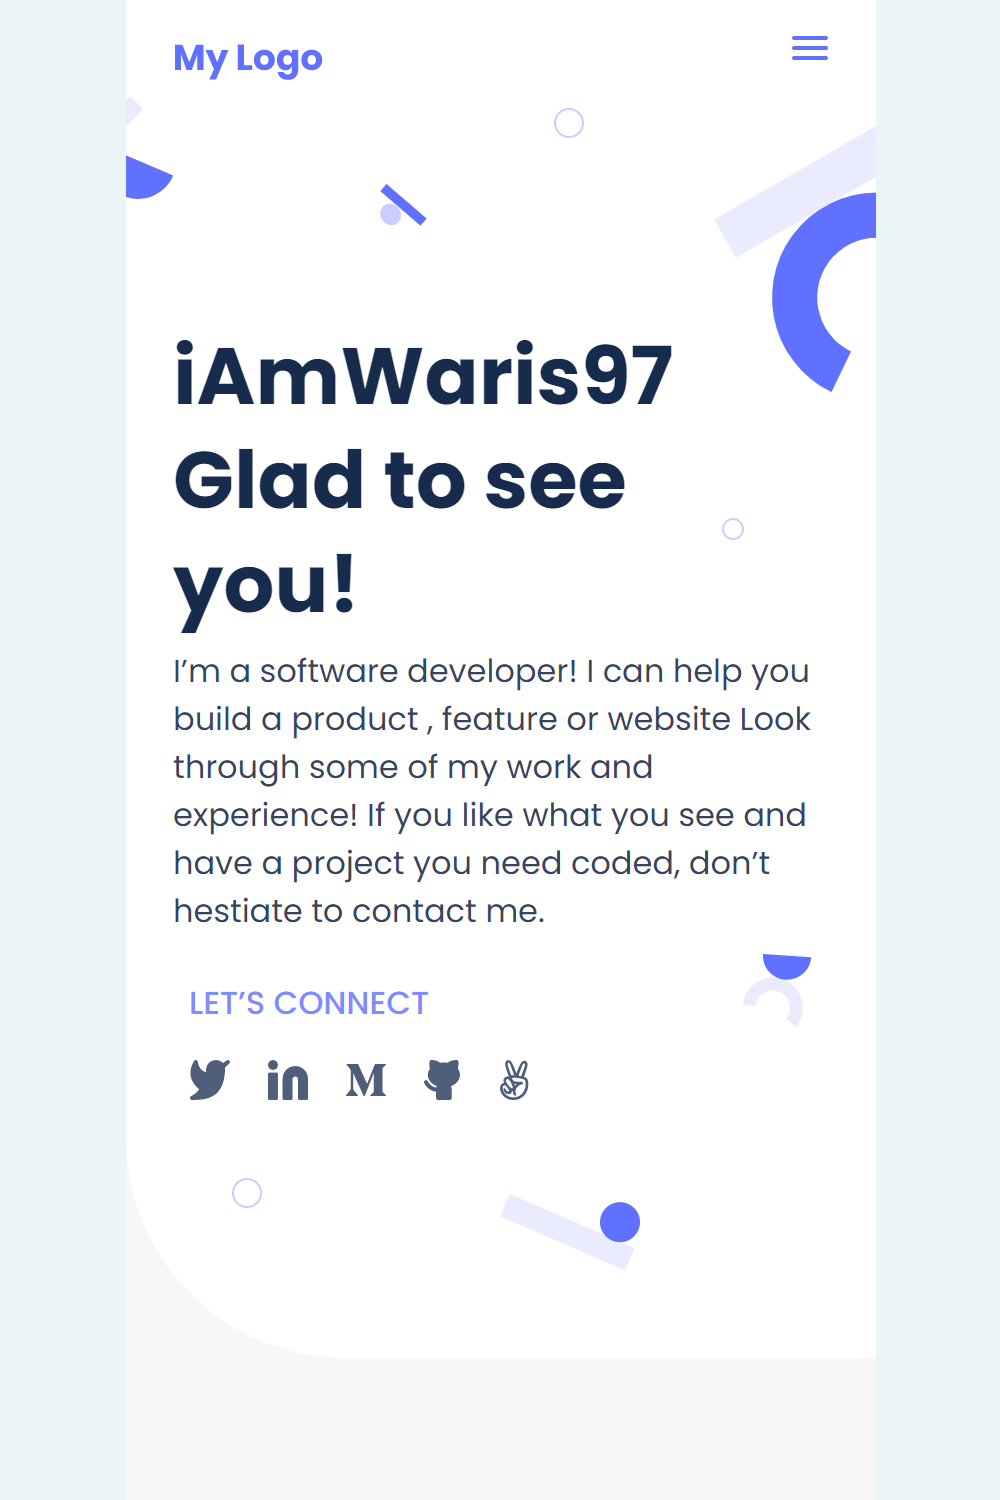 My Logo
iAmWaris97
Glad to see
you!
I’m a software developer! I can help you
build a product , feature or website Look
through some of my work and
experience! If you like what you see and
have a project you need coded, don’t
hestiate to contact me.
LET’S CONNECT